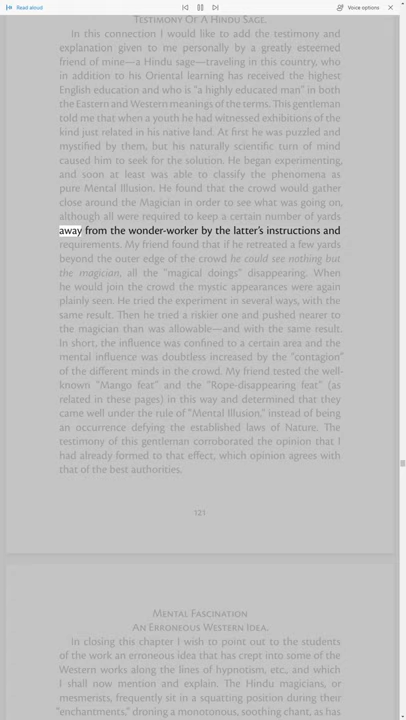 Read aloud
Voice options
TESTIMONY OF A HINDU SAGE.
In this connection I would like to add the testimony and
explanation given to me personally by a greatly esteemed
friend of mine—a Hindu sage—traveling in this country, who
in addition to his Oriental learning has received the highest
English education and who is “a highly educated man” in both
the Eastern and Western meanings of the terms. This gentleman
told me that when a youth he had witnessed exhibitions of the
kind just related in his native land. At first he was puzzled and
mystified by them, but his naturally scientific turn of mind
caused him to seek for the solution. He began experimenting,
and soon at least was able to classify the phenomena as
pure Mental Illusion. He found that the crowd would gather
close around the Magician in order to see what was going on,
although all were required to keep a certain number of yards
away from the wonder-worker by the latter’s instructions and
requirements. My friend found that if he retreated a few yards
beyond the outer edge of the crowd he could see nothing but
the magician, all the “magical doings” disappearing. When
he would join the crowd the mystic appearances were again
plainly seen. He tried the experiment in several ways, with the
same result. Then he tried a riskier one and pushed nearer to
the magician than was allowable—and with the same result.
In short, the influence was confined to a certain area and the
mental influence was doubtless increased by the “contagion”
of the different minds in the crowd. My friend tested the well-
known “Mango feat” and the “Rope-disappearing feat” (as
related in these pages) in this way and determined that they
came well under the rule of “Mental Illusion,” instead of being
an occurrence defying the established laws of Nature. The
testimony of this gentleman corroborated the opinion that I
had already formed to that effect, which opinion agrees with
that of the best authorities.
121
MENTAL FASCINATION
AN ERRONEOUS WESTERN IDEA.
In closing this chapter I wish to point out to the students
of the work an erroneous idea that has crept into some of the
Western works along the lines of hypnotism, etc., and which
I shall now mention and explain. The Hindu magicians, or
mesmerists, frequently sit in a squatting position during their
“enchantments,” droning a monotonous, soothing chant, as has